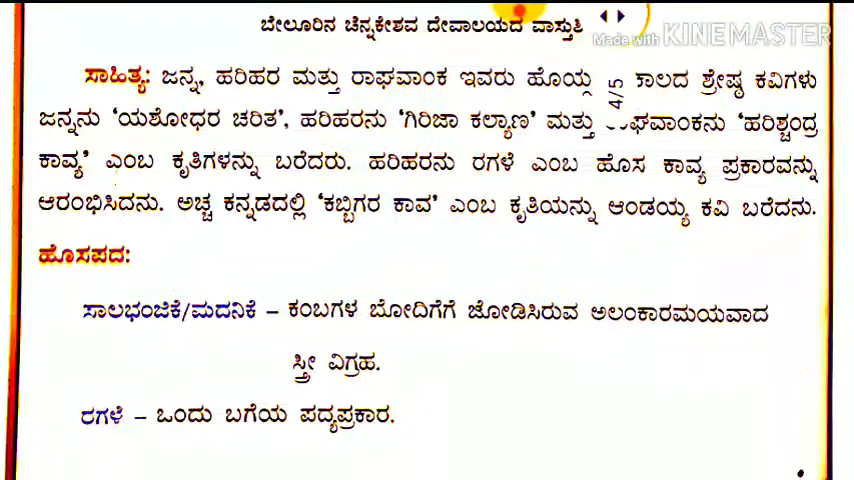 ಬೇಲೂರಿನ ಚೆನ್ನಕೇಶವ ದೇವಾಲಯದ ವಾಸ್ತುಶಿ
Made with KINEMASTER
ಸಾಹಿತ್ಯ: ಜನ್ನ, ಹರಿಹರ ಮತ್ತು ರಾಘವಾಂಕ ಇವರು ಹೊಯ್ಸ ಕಾಲದ ಶ್ರೇಷ್ಠ ಕವಿಗಳು
4/5
ಜನ್ನನು ‘ಯಶೋಧರ ಚರಿತ’, ಹರಿಹರನು ‘ಗಿರಿಜಾ ಕಲ್ಯಾಣ’ ಮತ್ತು ಘವಾಂಕನು ‘ಹರಿಶ್ಚಂದ್ರ
ಕಾವ್ಯ’ ಎಂಬ ಕೃತಿಗಳನ್ನು ಬರೆದರು. ಹರಿಹರನು ರಗಳೆ ಎಂಬ ಹೊಸ ಕಾವ್ಯ ಪ್ರಕಾರವನ್ನು
ಆರಂಭಿಸಿದನು. ಅಚ್ಚ ಕನ್ನಡದಲ್ಲಿ ‘ಕಬ್ಬಿಗರ ಕಾವ’ ಎಂಬ ಕೃತಿಯನ್ನು ಆಂಡಯ್ಯ ಕವಿ ಬರೆದನು.
ಹೊಸಪದ:
ಸಾಲಭಂಜಿಕೆ/ಮದನಿಕೆ – ಕಂಬಗಳ ಬೋದಿಗೆಗೆ ಜೋಡಿಸಿರುವ ಅಲಂಕಾರಮಯವಾದ
ಸ್ತ್ರೀ ವಿಗ್ರಹ.
ರಗಳೆ – ಒಂದು ಬಗೆಯ ಪದ್ಯಪ್ರಕಾರ.